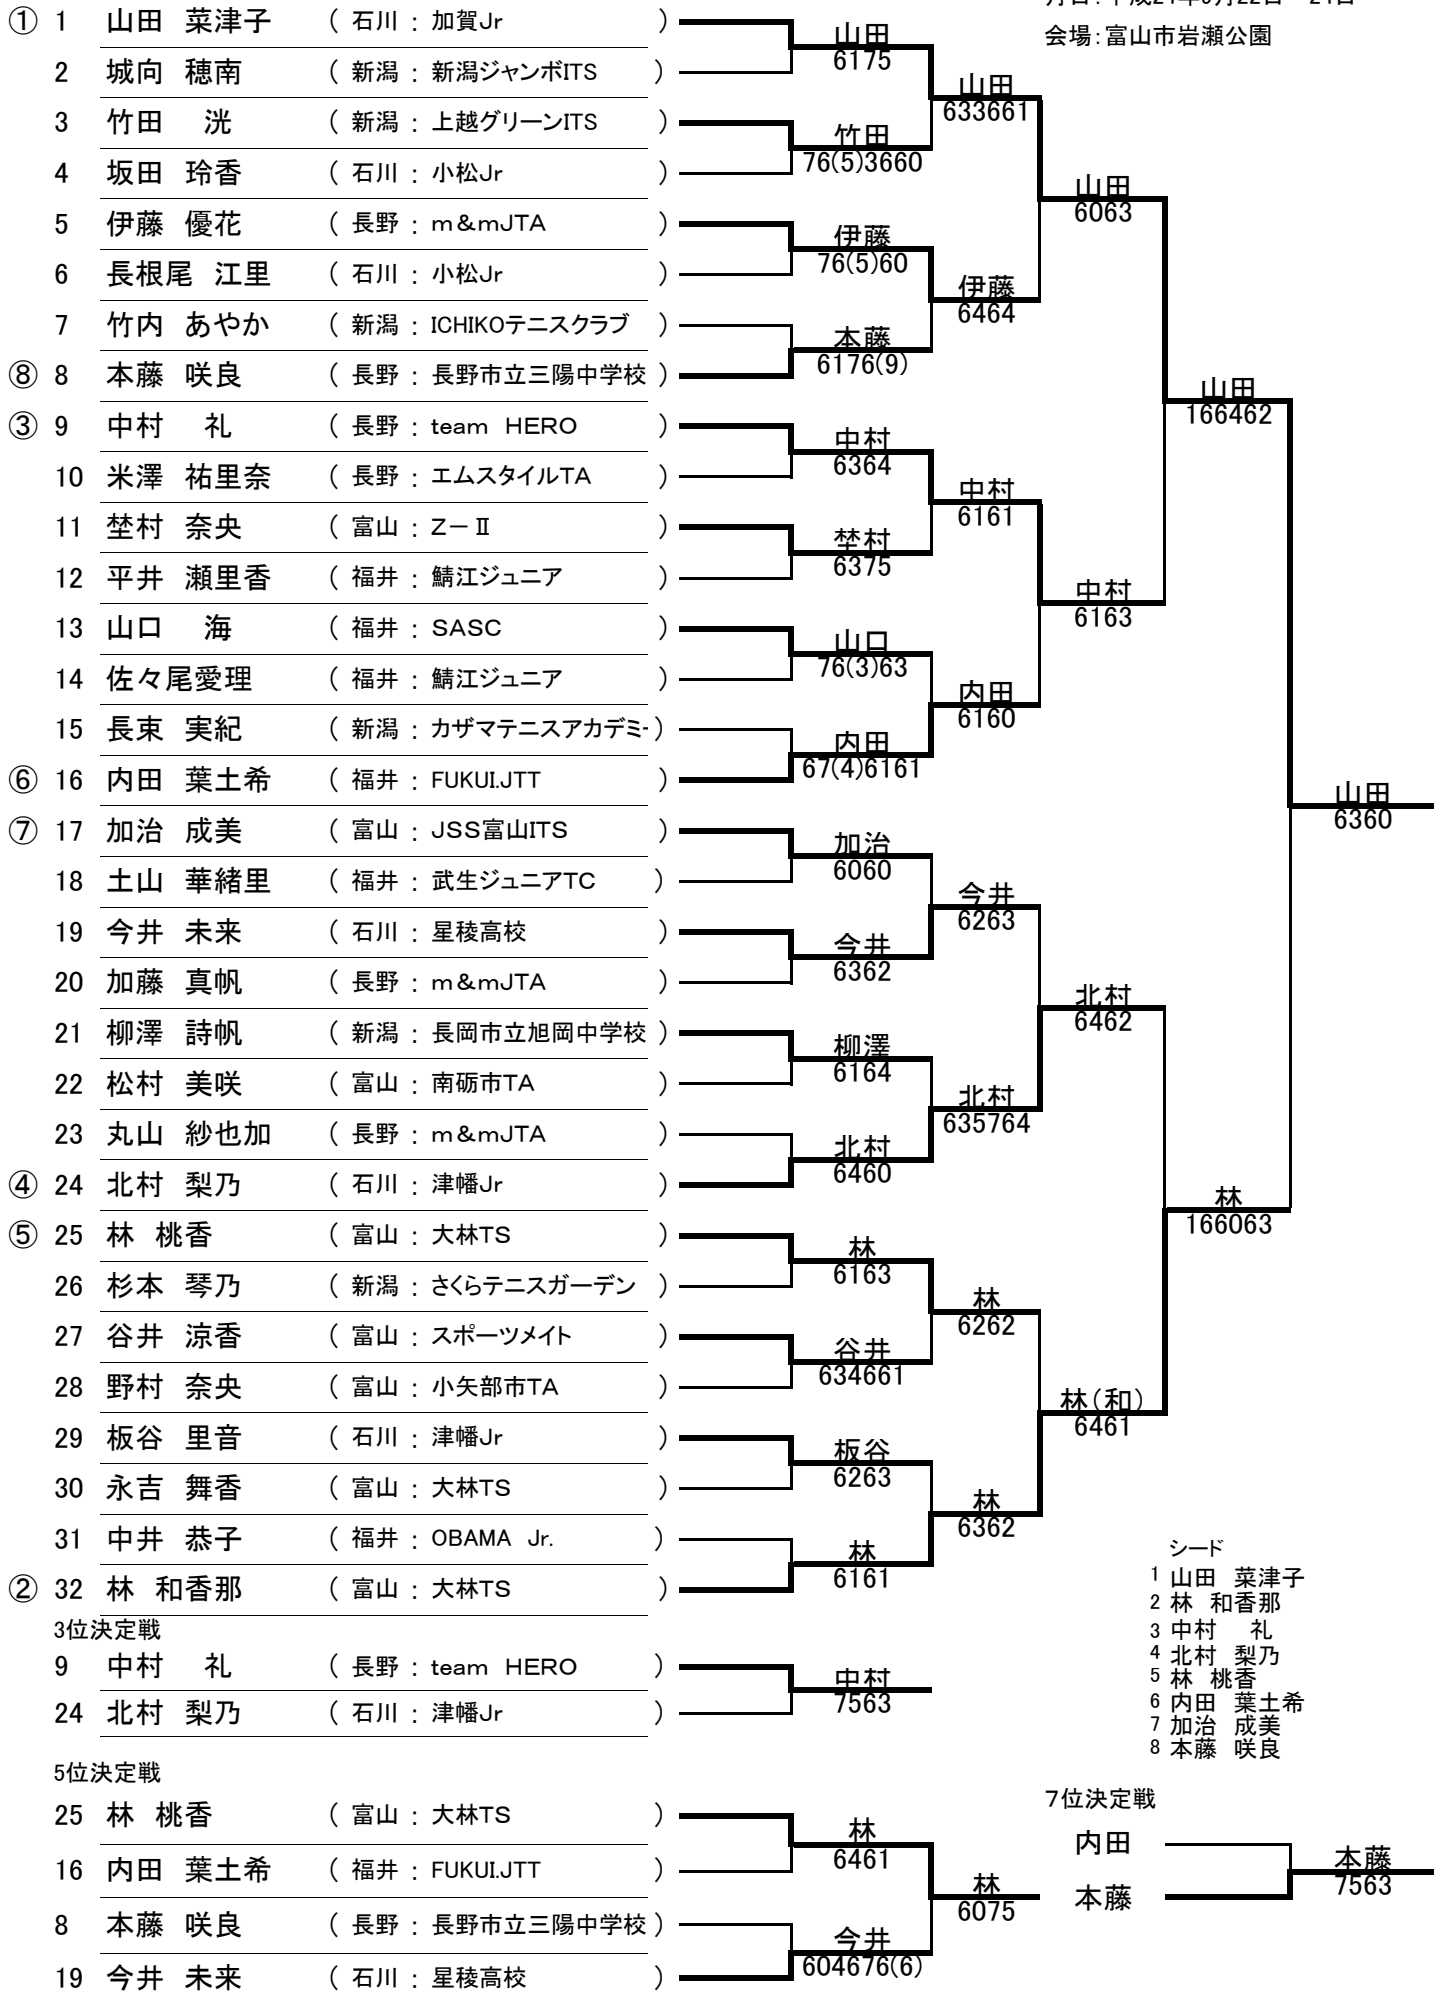 会場：富山市岩瀬公園
① 1 山田 菜津子 （ 石川 ： 加賀Jr ）
山田
6175
2 城向 穂南 （ 新潟 ： 新潟ジャンボITS ）
山田
633661
3 竹田 洸 （ 新潟 ： 上越グリーンITS ）
竹田
76(5)3660
4 坂田 玲香 （ 石川 ： 小松Jr ）
山田
6063
5 伊藤 優花 （ 長野 ： m&mJTA ）
伊藤
76(5)60
6 長根尾 江里 （ 石川 ： 小松Jr ）
伊藤
6464
7 竹内 あやか （ 新潟 ： ICHIKOテニスクラブ ）
本藤
6176(9)
⑧ 8 本藤 咲良 （ 長野 ： 長野市立三陽中学校 ）
山田
166462
③ 9 中村 礼 （ 長野 ： team HERO ）
中村
6364
10 米澤 祐里奈 （ 長野 ： エムスタイルTA ）
中村
6161
11 埜村 奈央 （ 富山 ： Z－Ⅱ ）
埜村
6375
12 平井 瀬里香 （ 福井 ： 鯖江ジュニア ）
中村
6163
13 山口 海 （ 福井 ： SASC ）
山口
76(3)63
14 佐々尾愛理 （ 福井 ： 鯖江ジュニア ）
内田
6160
15 長束 実紀 （ 新潟 ： カザマテニスアカデミー ）
内田
67(4)6161
⑥ 16 内田 葉土希 （ 福井 ： FUKUI.JTT ）
山田
6360
⑦ 17 加治 成美 （ 富山 ： JSS富山ITS ）
加治
6060
18 土山 華緒里 （ 福井 ： 武生ジュニアTC ）
今井
6263
19 今井 未来 （ 石川 ： 星稜高校 ）
今井
6362
20 加藤 真帆 （ 長野 ： m&mJTA ）
北村
6462
21 柳澤 詩帆 （ 新潟 ： 長岡市立旭岡中学校 ）
柳澤
6164
22 松村 美咲 （ 富山 ： 南砺市TA ）
北村
635764
23 丸山 紗也加 （ 長野 ： m&mJTA ）
北村
6460
④ 24 北村 梨乃 （ 石川 ： 津幡Jr ）
林
166063
⑤ 25 林 桃香 （ 富山 ： 大林TS ）
林
6163
26 杉本 琴乃 （ 新潟 ： さくらテニスガーデン ）
林
6262
27 谷井 涼香 （ 富山 ： スポーツメイト ）
谷井
634661
28 野村 奈央 （ 富山 ： 小矢部市TA ）
林（和）
6461
29 板谷 里音 （ 石川 ： 津幡Jr ）
板谷
6263
30 永吉 舞香 （ 富山 ： 大林TS ）
林
6362
31 中井 恭子 （ 福井 ： OBAMA Jr. ）
林
6161
② 32 林 和香那 （ 富山 ： 大林TS ）
シード
1 山田 菜津子
2 林 和香那
3 中村 礼
4 北村 梨乃
5 林 桃香
6 内田 葉土希
7 加治 成美
8 本藤 咲良
3位決定戦
9 中村 礼 （ 長野 ： team HERO ）
中村
7563
24 北村 梨乃 （ 石川 ： 津幡Jr ）
5位決定戦
25 林 桃香 （ 富山 ： 大林TS ）
林
6461
16 内田 葉土希 （ 福井 ： FUKUI.JTT ）
林
6075
8 本藤 咲良 （ 長野 ： 長野市立三陽中学校 ）
今井
604676(6)
19 今井 未来 （ 石川 ： 星稜高校 ）
７位決定戦
内田
本藤
7563
本藤